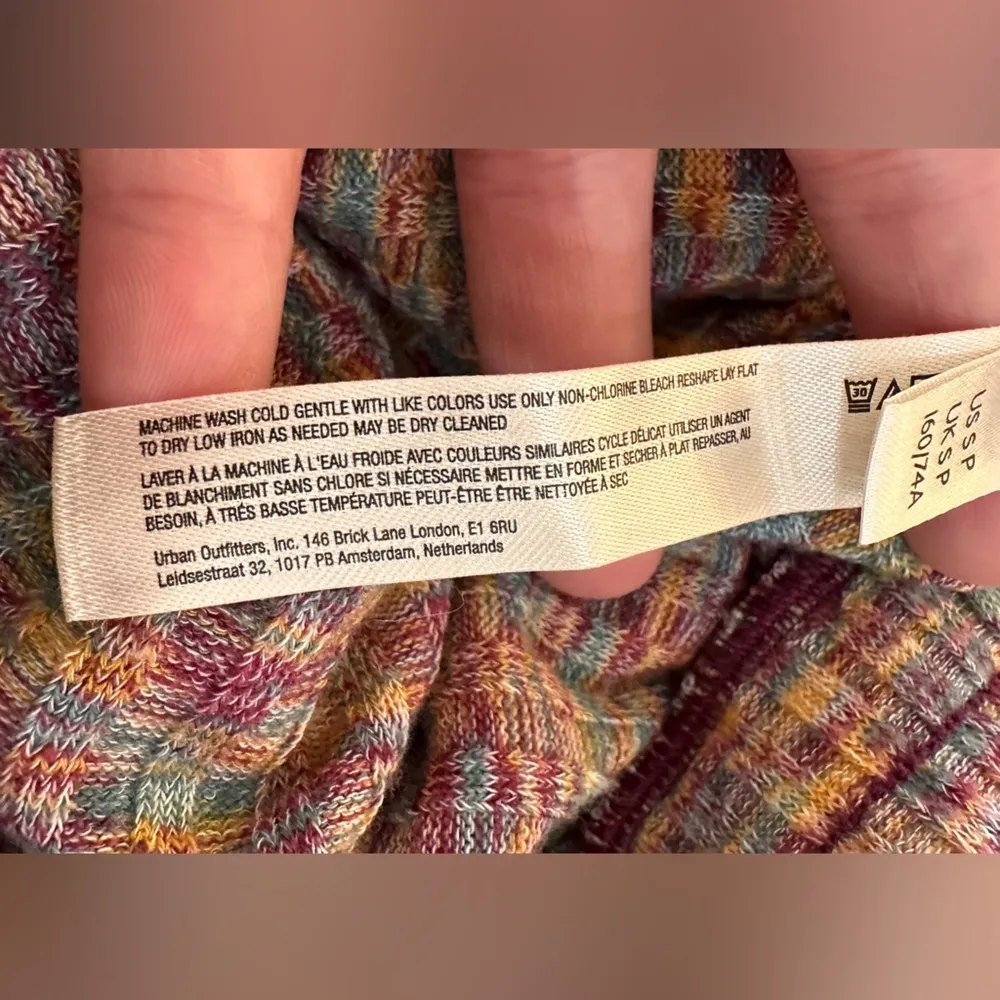 MACHINE WASH COLD GENTLE WITH LIKE COLORS USE ONLY NON-CHLORINE BLEACH RESHAPE LAY FLAT
TO DRY LOW IRON AS NEEDED MAY BE DRY CLEANED
LAVER À LA MACHINE À L'EAU FROIDE AVEC COULEURS SIMILAIRES CYCLE DÉLICAT UTILISER UN AGENT
DE BLANCHIMENT SANS CHLORE SI NÉCESSAIRE METTRE EN FORME ET SECHER À PLAT REPASSER, AU
BESOIN, A TRÉS BASSE TEMPÉRATURE PEUT-ÊTRE ÊTRE NETTOYÉE À SEC
Urban Outfitters, Inc. 146 Brick Lane London, E1 6RU
Leidsestraat 32, 1017 PB Amsterdam, Netherlands
30
US S P
UK S P
160/74A